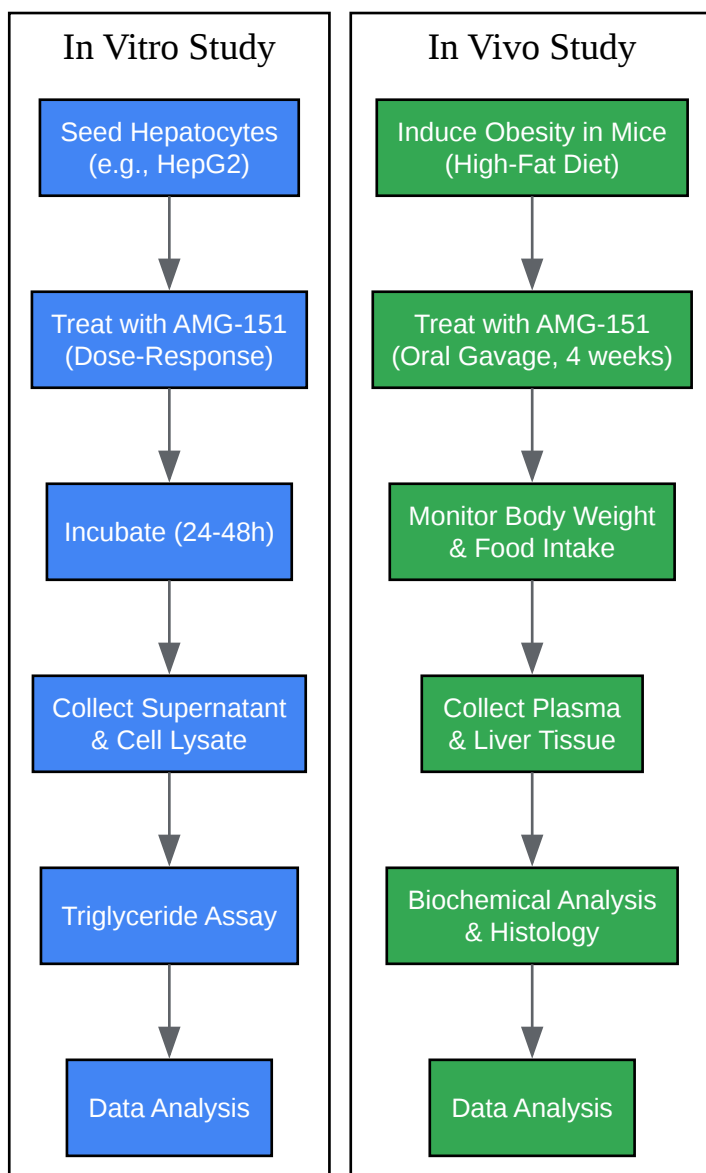 In Vitro Study
Seed Hepatocytes
(e.g., HepG2)
Treat with AMG-151
(Dose-Response)
Incubate (24-48h)
Collect Supernatant
& Cell Lysate
Triglyceride Assay
Data Analysis
In Vivo Study
Induce Obesity in Mice
(High-Fat Diet)
Treat with AMG-151
(Oral Gavage, 4 weeks)
Monitor Body Weight
& Food Intake
Collect Plasma
& Liver Tissue
Biochemical Analysis
& Histology
Data Analysis